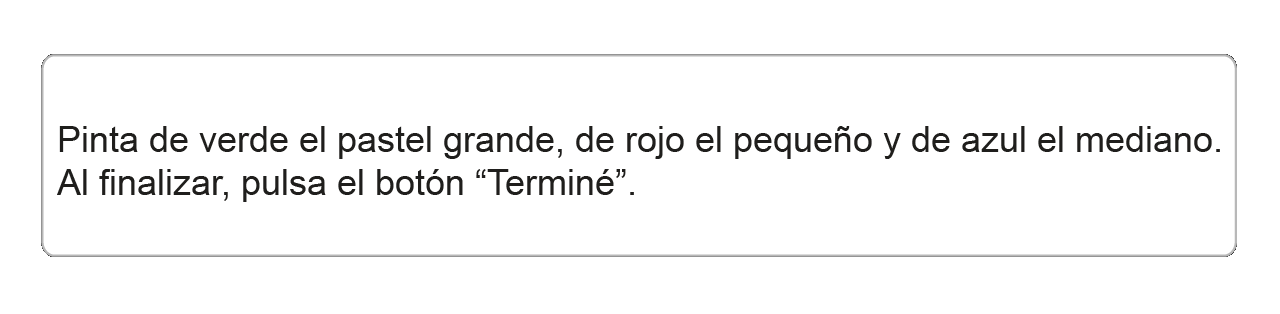 Pinta de verde el pastel grande, de rojo el pequeño y de azul el mediano.
Al finalizar, pulsa el botón “Terminé”.